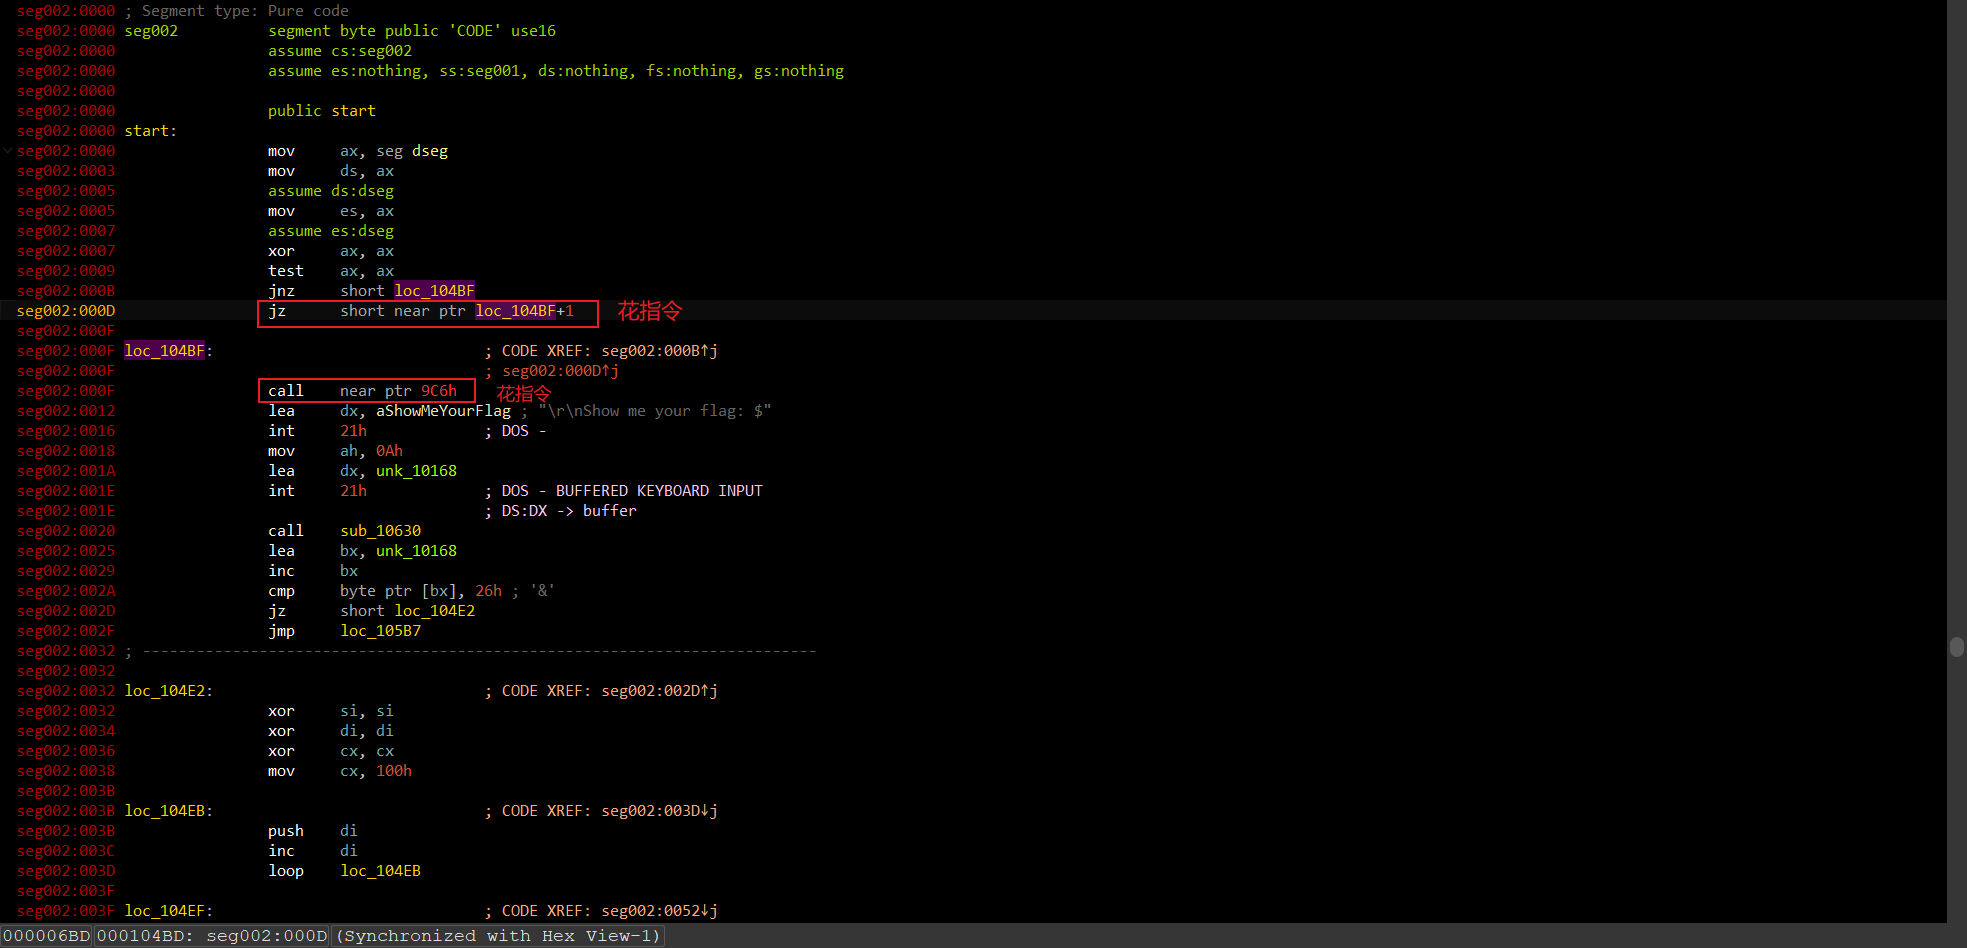 seg002:0000 ; Segment type: Pure code
seg002:0000 seg002 segment byte public 'CODE' use16
seg002:0000 assume cs:seg002
seg002:0000 assume es:nothing, ss:seg001, ds:nothing, fs:nothing, gs:nothing
seg002:0000
seg002:0000 public start
seg002:0000 start:
seg002:0000 mov ax, seg dseg
seg002:0003 mov ds, ax
seg002:0005 assume ds:dseg
seg002:0005 mov es, ax
seg002:0007 assume es:dseg
seg002:0007 xor ax, ax
seg002:0009 test ax, ax
seg002:000B jnz short loc_104BF
seg002:000D jz short near ptr loc_104BF+1 花指令
seg002:000F
seg002:000F loc_104BF: ; CODE XREF: seg002:000B↑j
seg002:000F ; seg002:000D↑j
seg002:000F call near ptr 9C6h 花指令
seg002:0012 lea dx, aShowMeYourFlag ; "\r\nShow me your flag: $"
seg002:0016 int 21h ; DOS -
seg002:0018 mov ah, 0Ah
seg002:001A lea dx, unk_10168
seg002:001E int 21h ; DOS - BUFFERED KEYBOARD INPUT
seg002:001E ; DS:DX -> buffer
seg002:0020 call sub_10630
seg002:0025 lea bx, unk_10168
seg002:0029 inc bx
seg002:002A cmp byte ptr [bx], 26h ; '&'
seg002:002D jz short loc_104E2
seg002:002F jmp loc_105B7
seg002:0032 ; ---------------------------------------------------------------------------
seg002:0032
seg002:0032 loc_104E2: ; CODE XREF: seg002:002D↑j
seg002:0032 xor si, si
seg002:0034 xor di, di
seg002:0036 xor cx, cx
seg002:0038 mov cx, 100h
seg002:003B
seg002:003B loc_104EB: ; CODE XREF: seg002:003D↓j
seg002:003B push di
seg002:003C inc di
seg002:003D loop loc_104EB
seg002:003F
seg002:003F loc_104EF: ; CODE XREF: seg002:0052↓j
000006BD 000104BD: seg002:000D (Synchronized with Hex View-1)